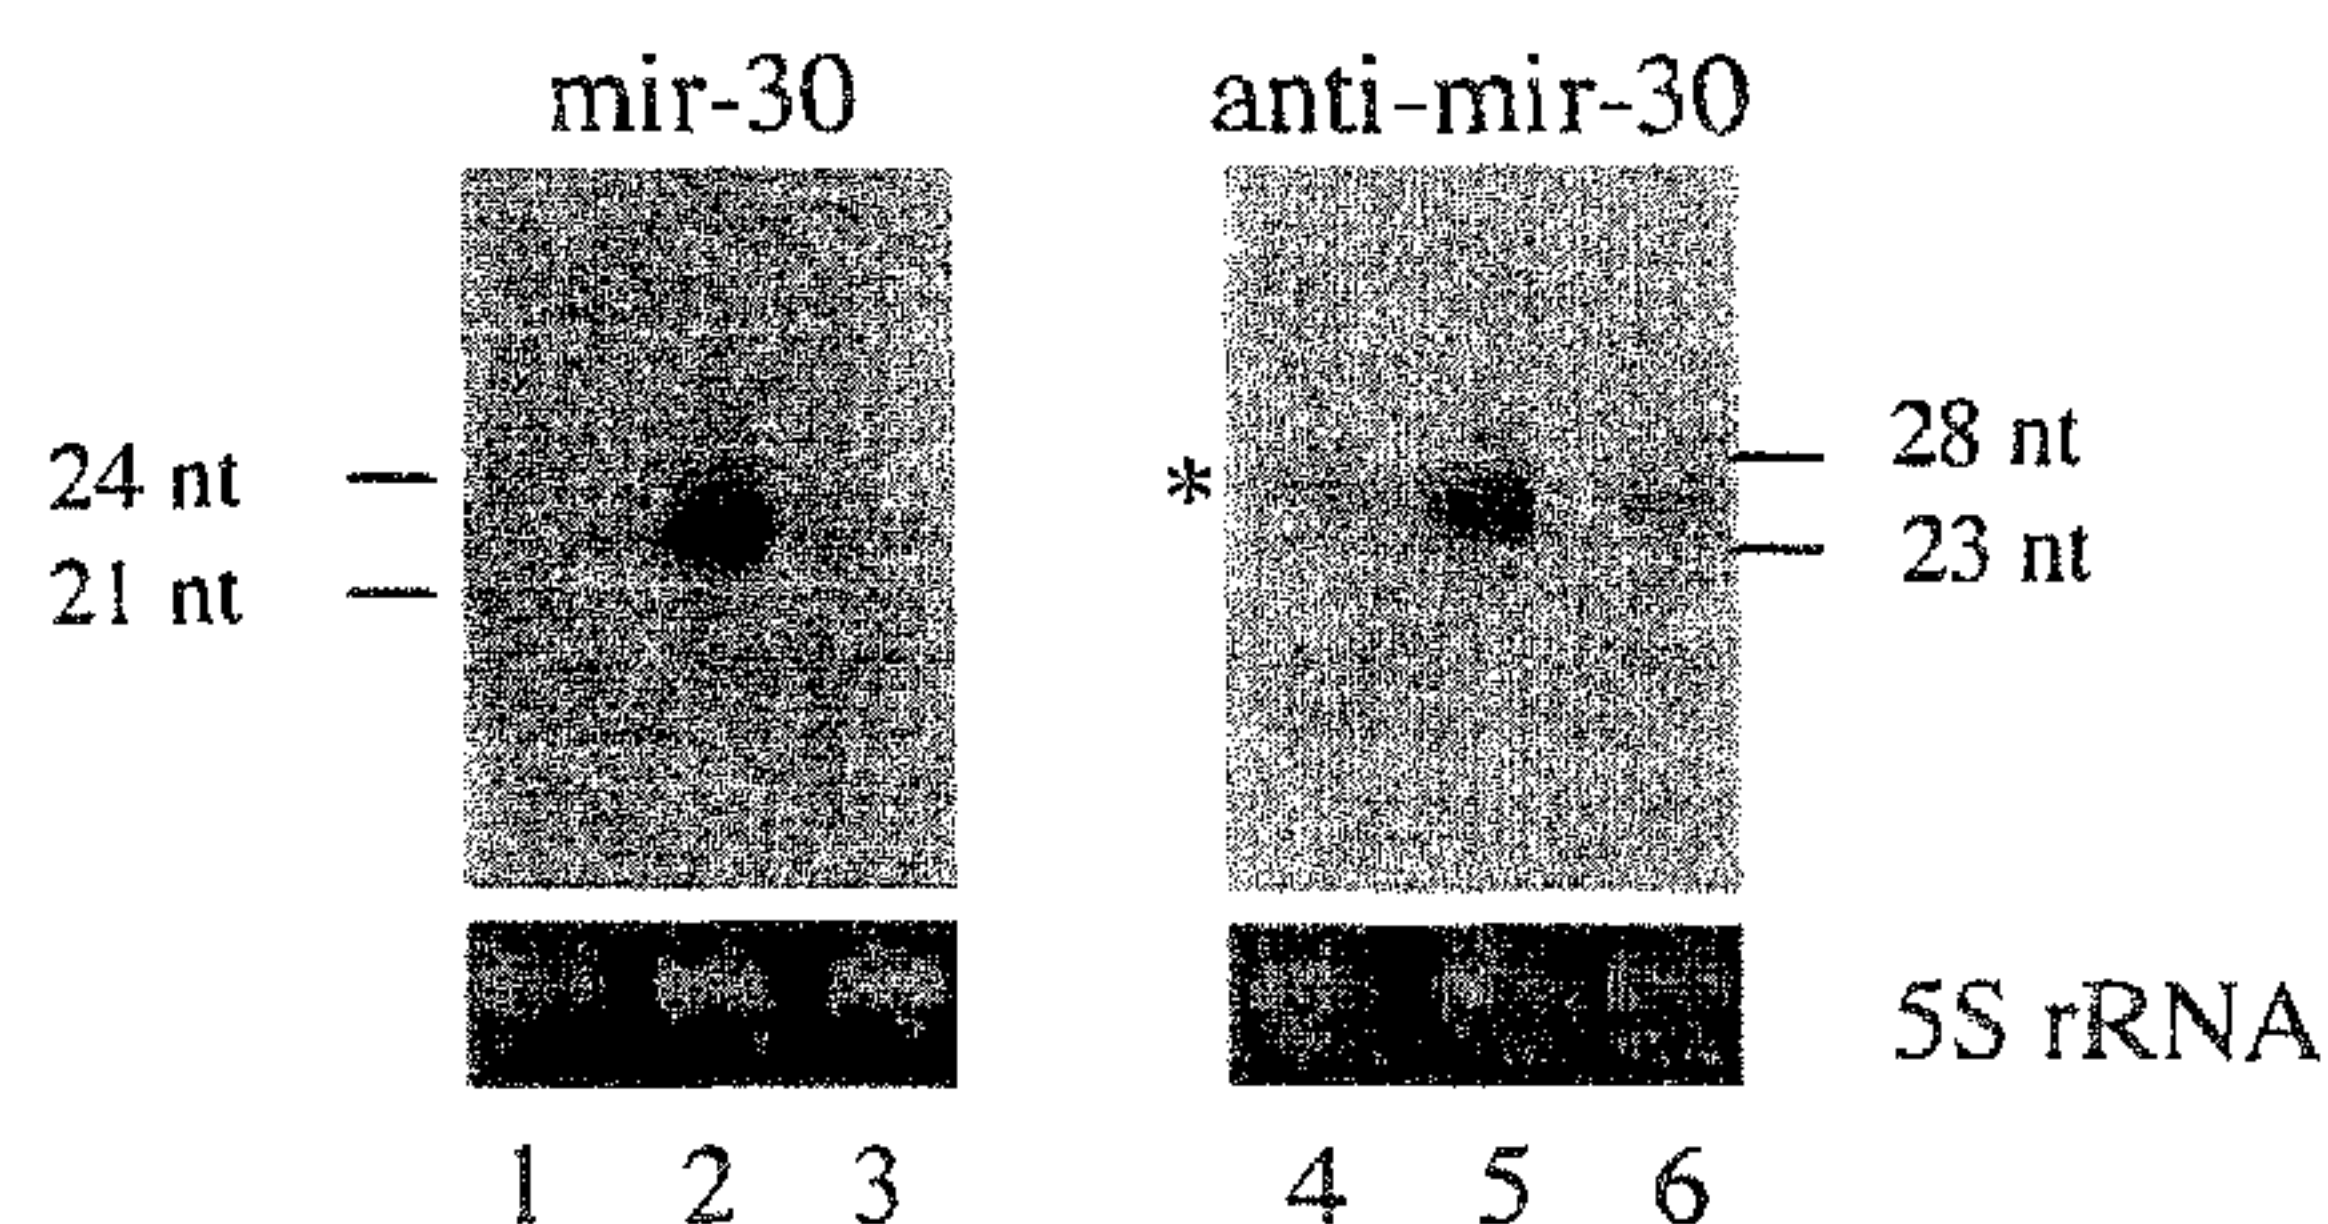 mir-30 anti-mir-30
24 nt
21 nt
*
28 nt
23 nt
5S rRNA
1 2 3 4 5 6